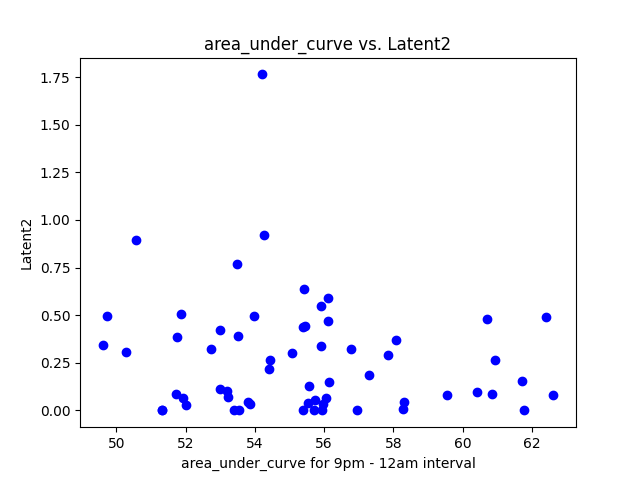 area_under_curve vs. Latent2
1.75
1.50
1.25
1.00
0.75
0.50
0.25
0.00
Latent2
50 52 54 56 58 60 62
area_under_curve for 9pm - 12am interval